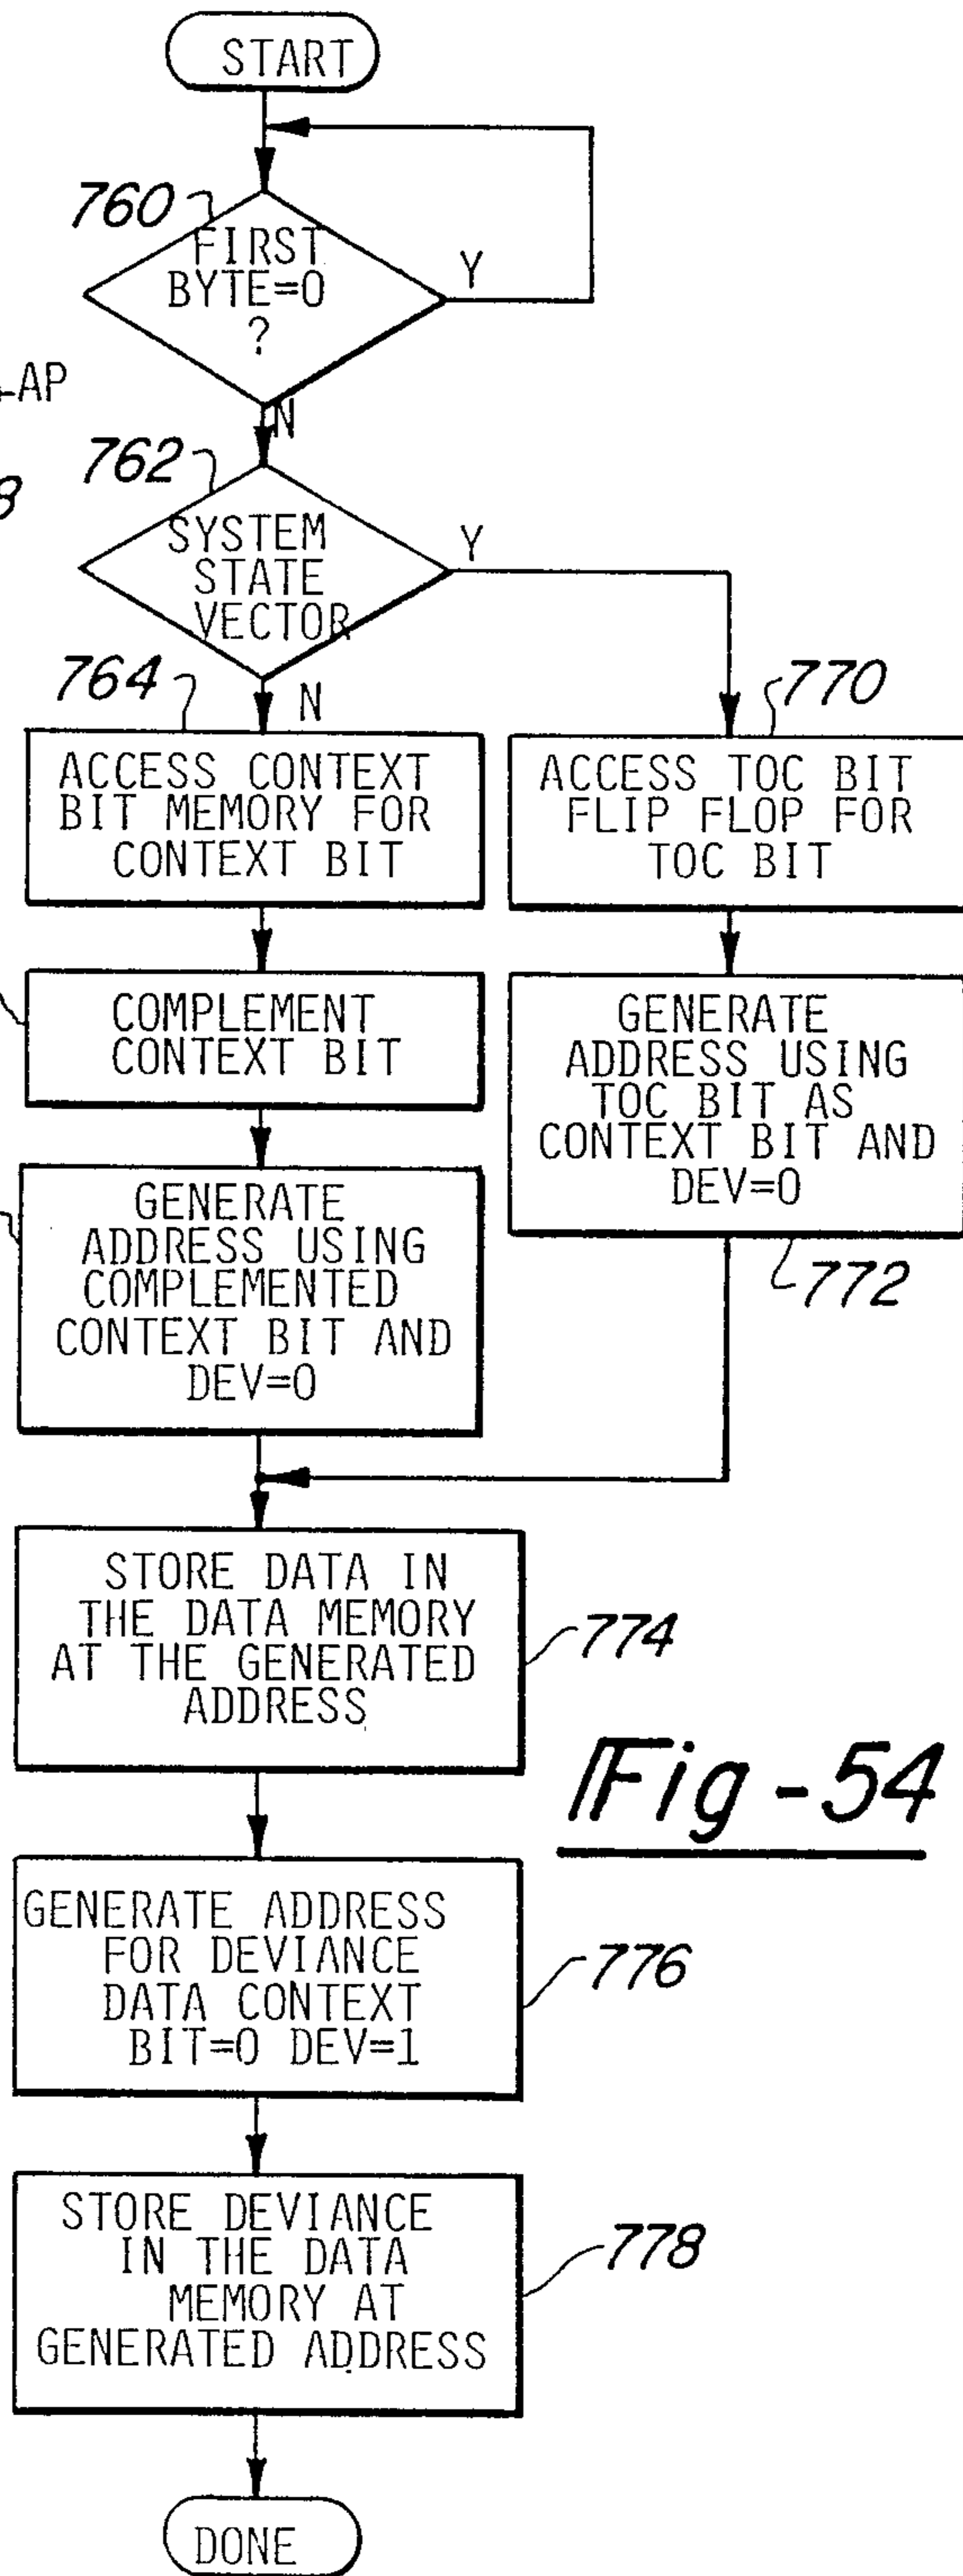 START
760
FIRST
BYTE=0
?
Y
AP
N
762
8
SYSTEM
STATE
VECTOR
Y
764
N
770
ACCESS CONTEXT
BIT MEMORY FOR
CONTEXT BIT
ACCESS TOC BIT
FLIP FLOP FOR
TOC BIT
COMPLEMENT
CONTEXT BIT
GENERATE
ADDRESS USING
TOC BIT AS
CONTEXT BIT AND
DEV=0
772
GENERATE
ADDRESS USING
COMPLEMENTED
CONTEXT BIT AND
DEV=0
STORE DATA IN
THE DATA MEMORY
AT THE GENERATED
ADDRESS
774
Fig-54
GENERATE ADDRESS
FOR DEVIANCE
DATA CONTEXT
BIT=0 DEV=1
776
STORE DEVIANCE
IN THE DATA
MEMORY AT
GENERATED ADDRESS
778
DONE